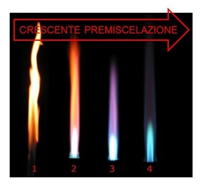 CRESCENTE PREMISCELAZIONE
1 2 3 4